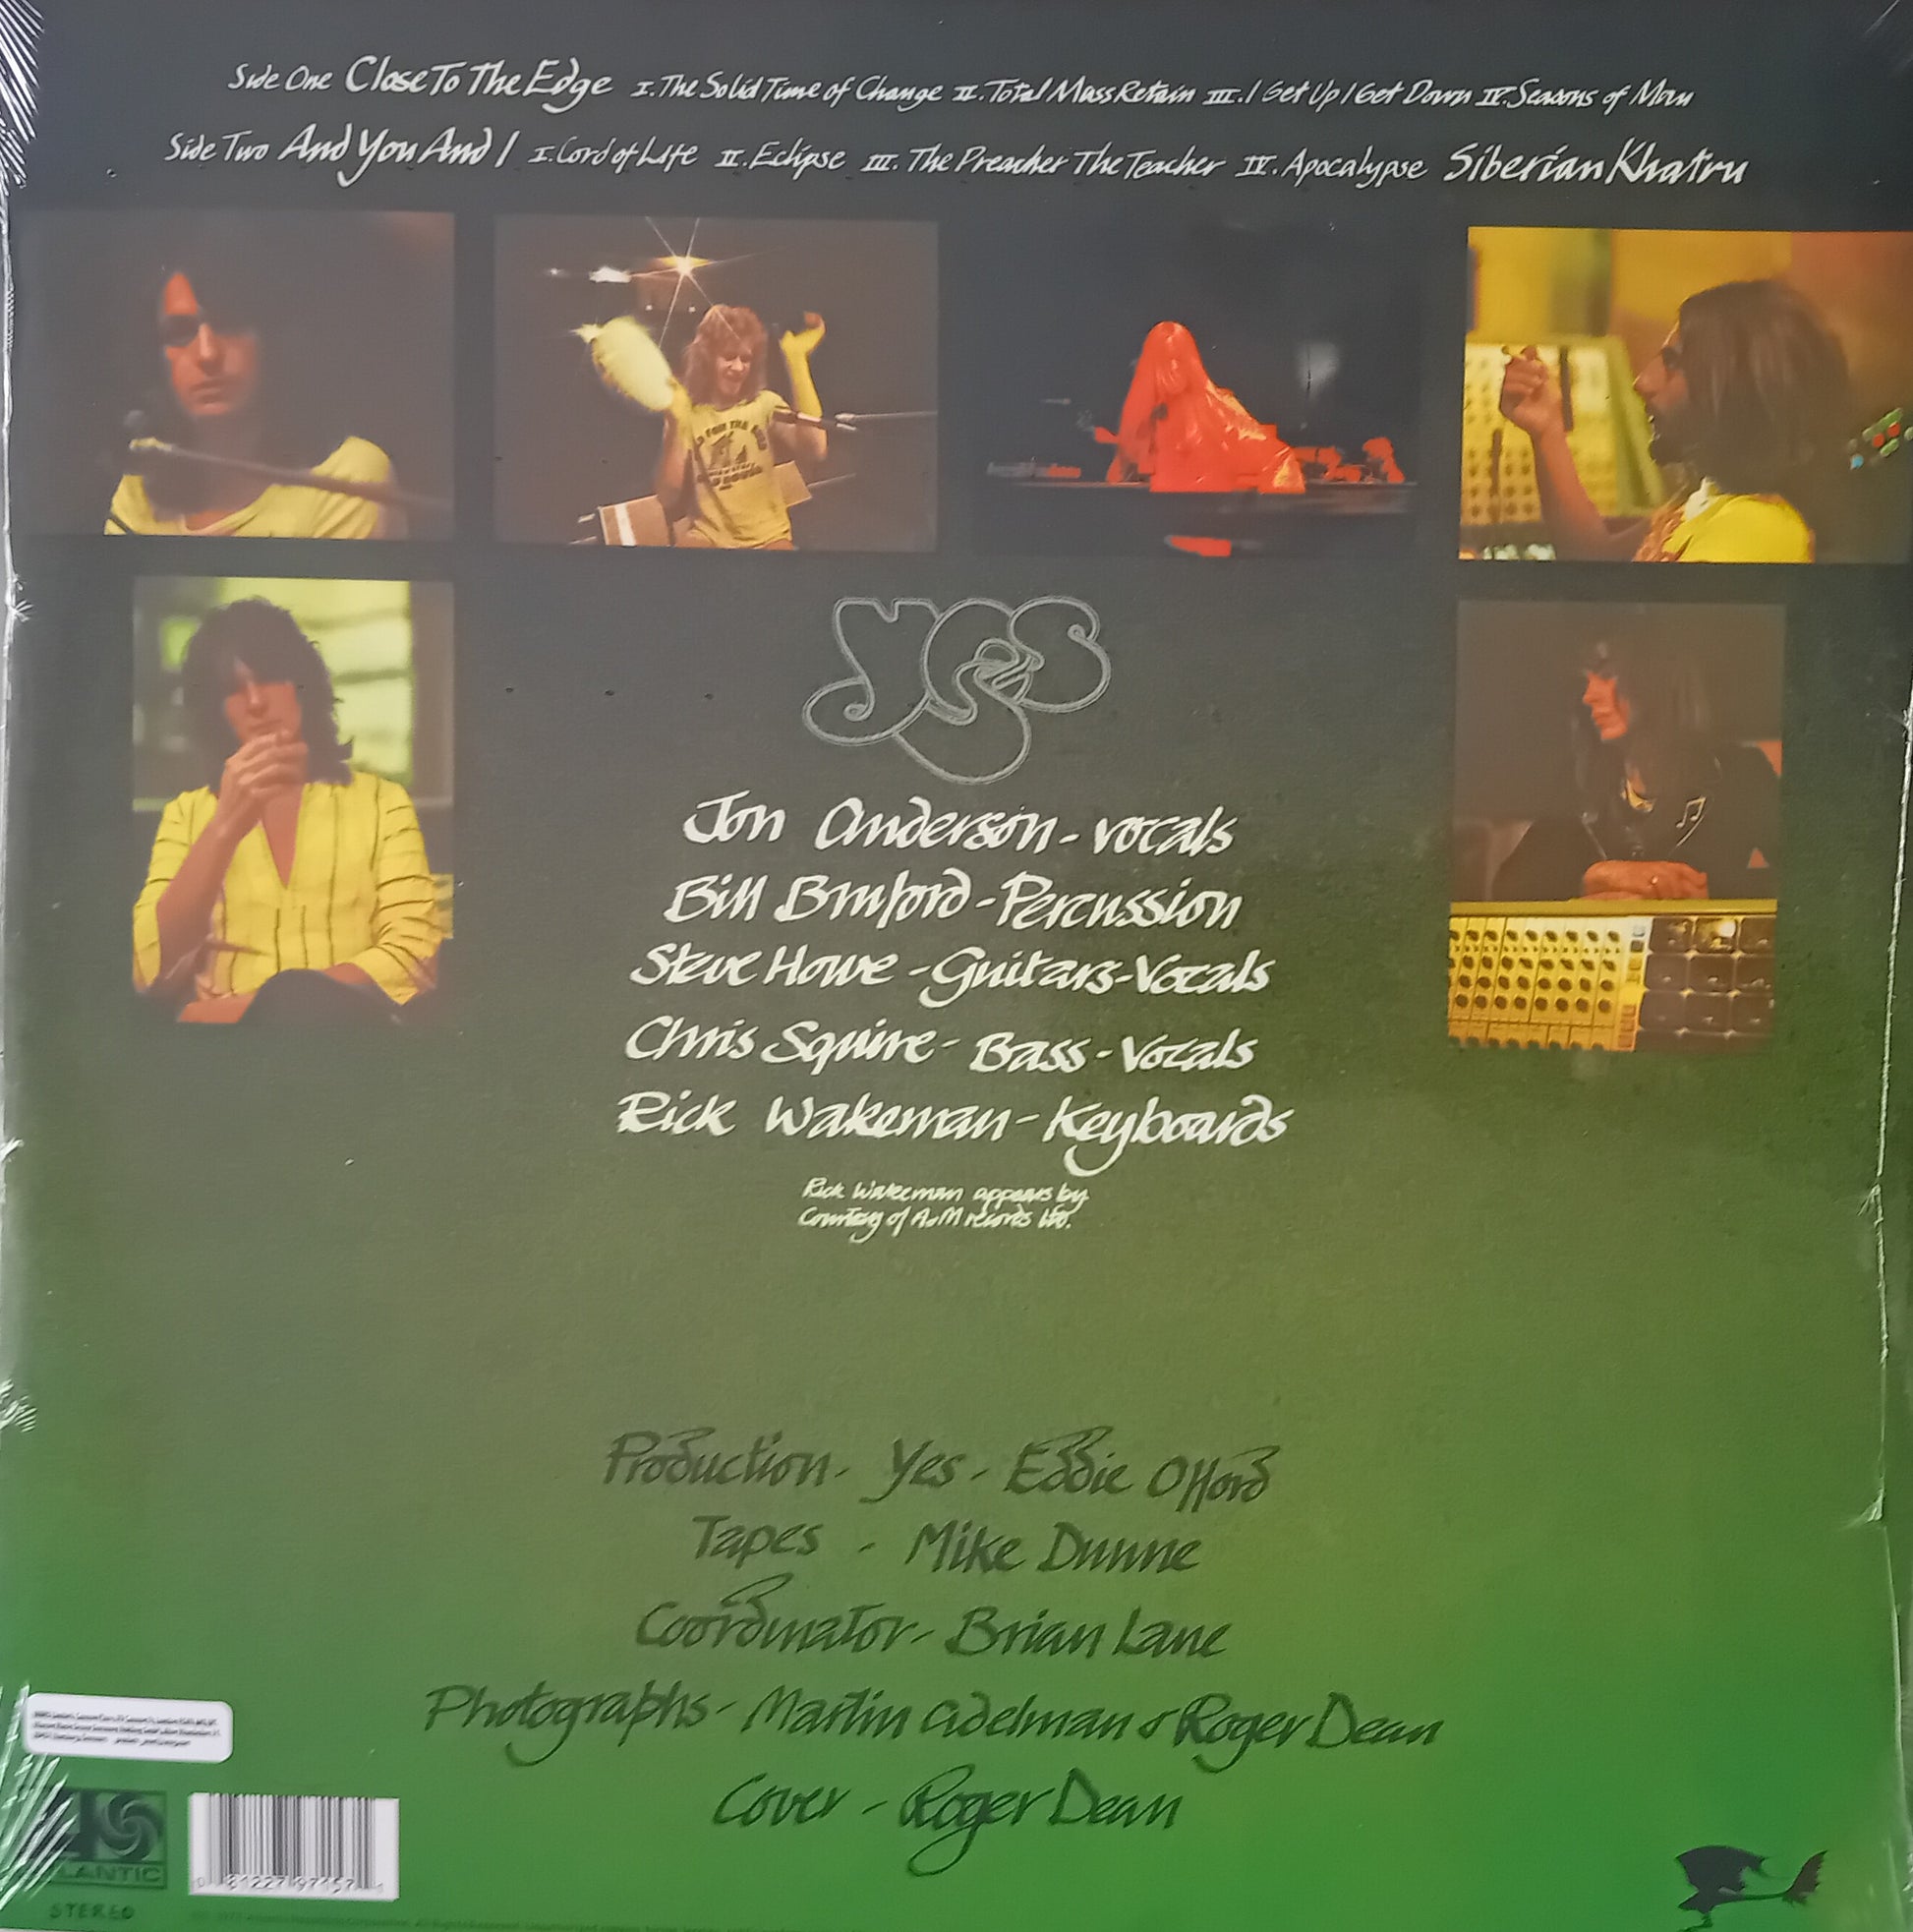 Side One Close To The Edge I. The Solid Time of Change II. Total Mass Retain III. I Get Up I Get Down IV. Seasons of Man
Side Two And You And I I. Cord of Life II. Eclipse III. The Preacher The Teacher IV. Apocalypse Siberian Khatru
yes
Jon Anderson - vocals
Bill Bruford - Percussion
Steve Howe - Guitars - Vocals
Chris Squire - Bass - Vocals
Rick Wakeman - Keyboards
Rick Wakeman appears by
Courtesy of A&M records ltd.
Production - Yes - Eddie Offord
Tapes - Mike Dunne
Coordinator - Brian Lane
Photographs - Martin Adelman & Roger Dean
Cover - Roger Dean
ATLANTIC
STEREO
0 81227 97157 1